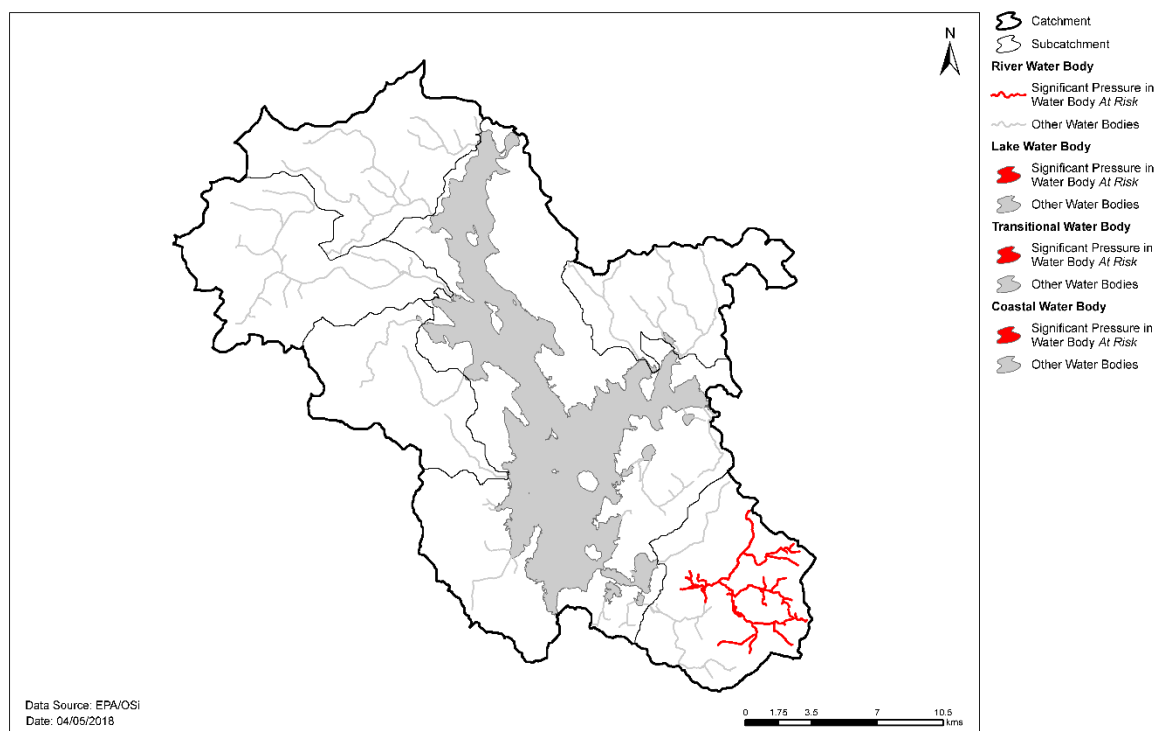 N
Data Source: EPA/OSi
Date: 04/05/2018
0 1.75 3.5 7 10.5
kms
Catchment
Subcatchment
River Water Body
Significant Pressure in
Water Body At Risk
Other Water Bodies
Lake Water Body
Significant Pressure in
Water Body At Risk
Other Water Bodies
Transitional Water Body
Significant Pressure in
Water Body At Risk
Other Water Bodies
Coastal Water Body
Significant Pressure in
Water Body At Risk
Other Water Bodies